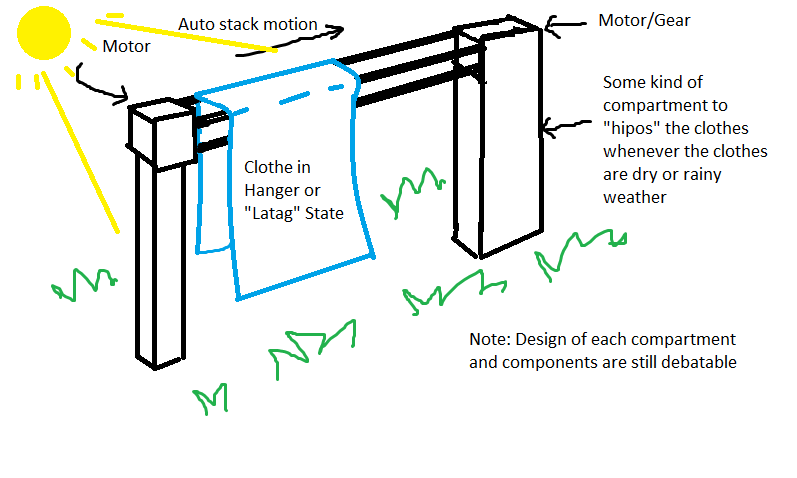 Auto stack motion
Motor/Gear
Motor
Some kind of
compartment to
"hipos" the clothes
whenever the clothes
are dry or rainy
weather
Clothe in
Hanger or
"Latag" State
Note: Design of each compartment
and components are still debatable